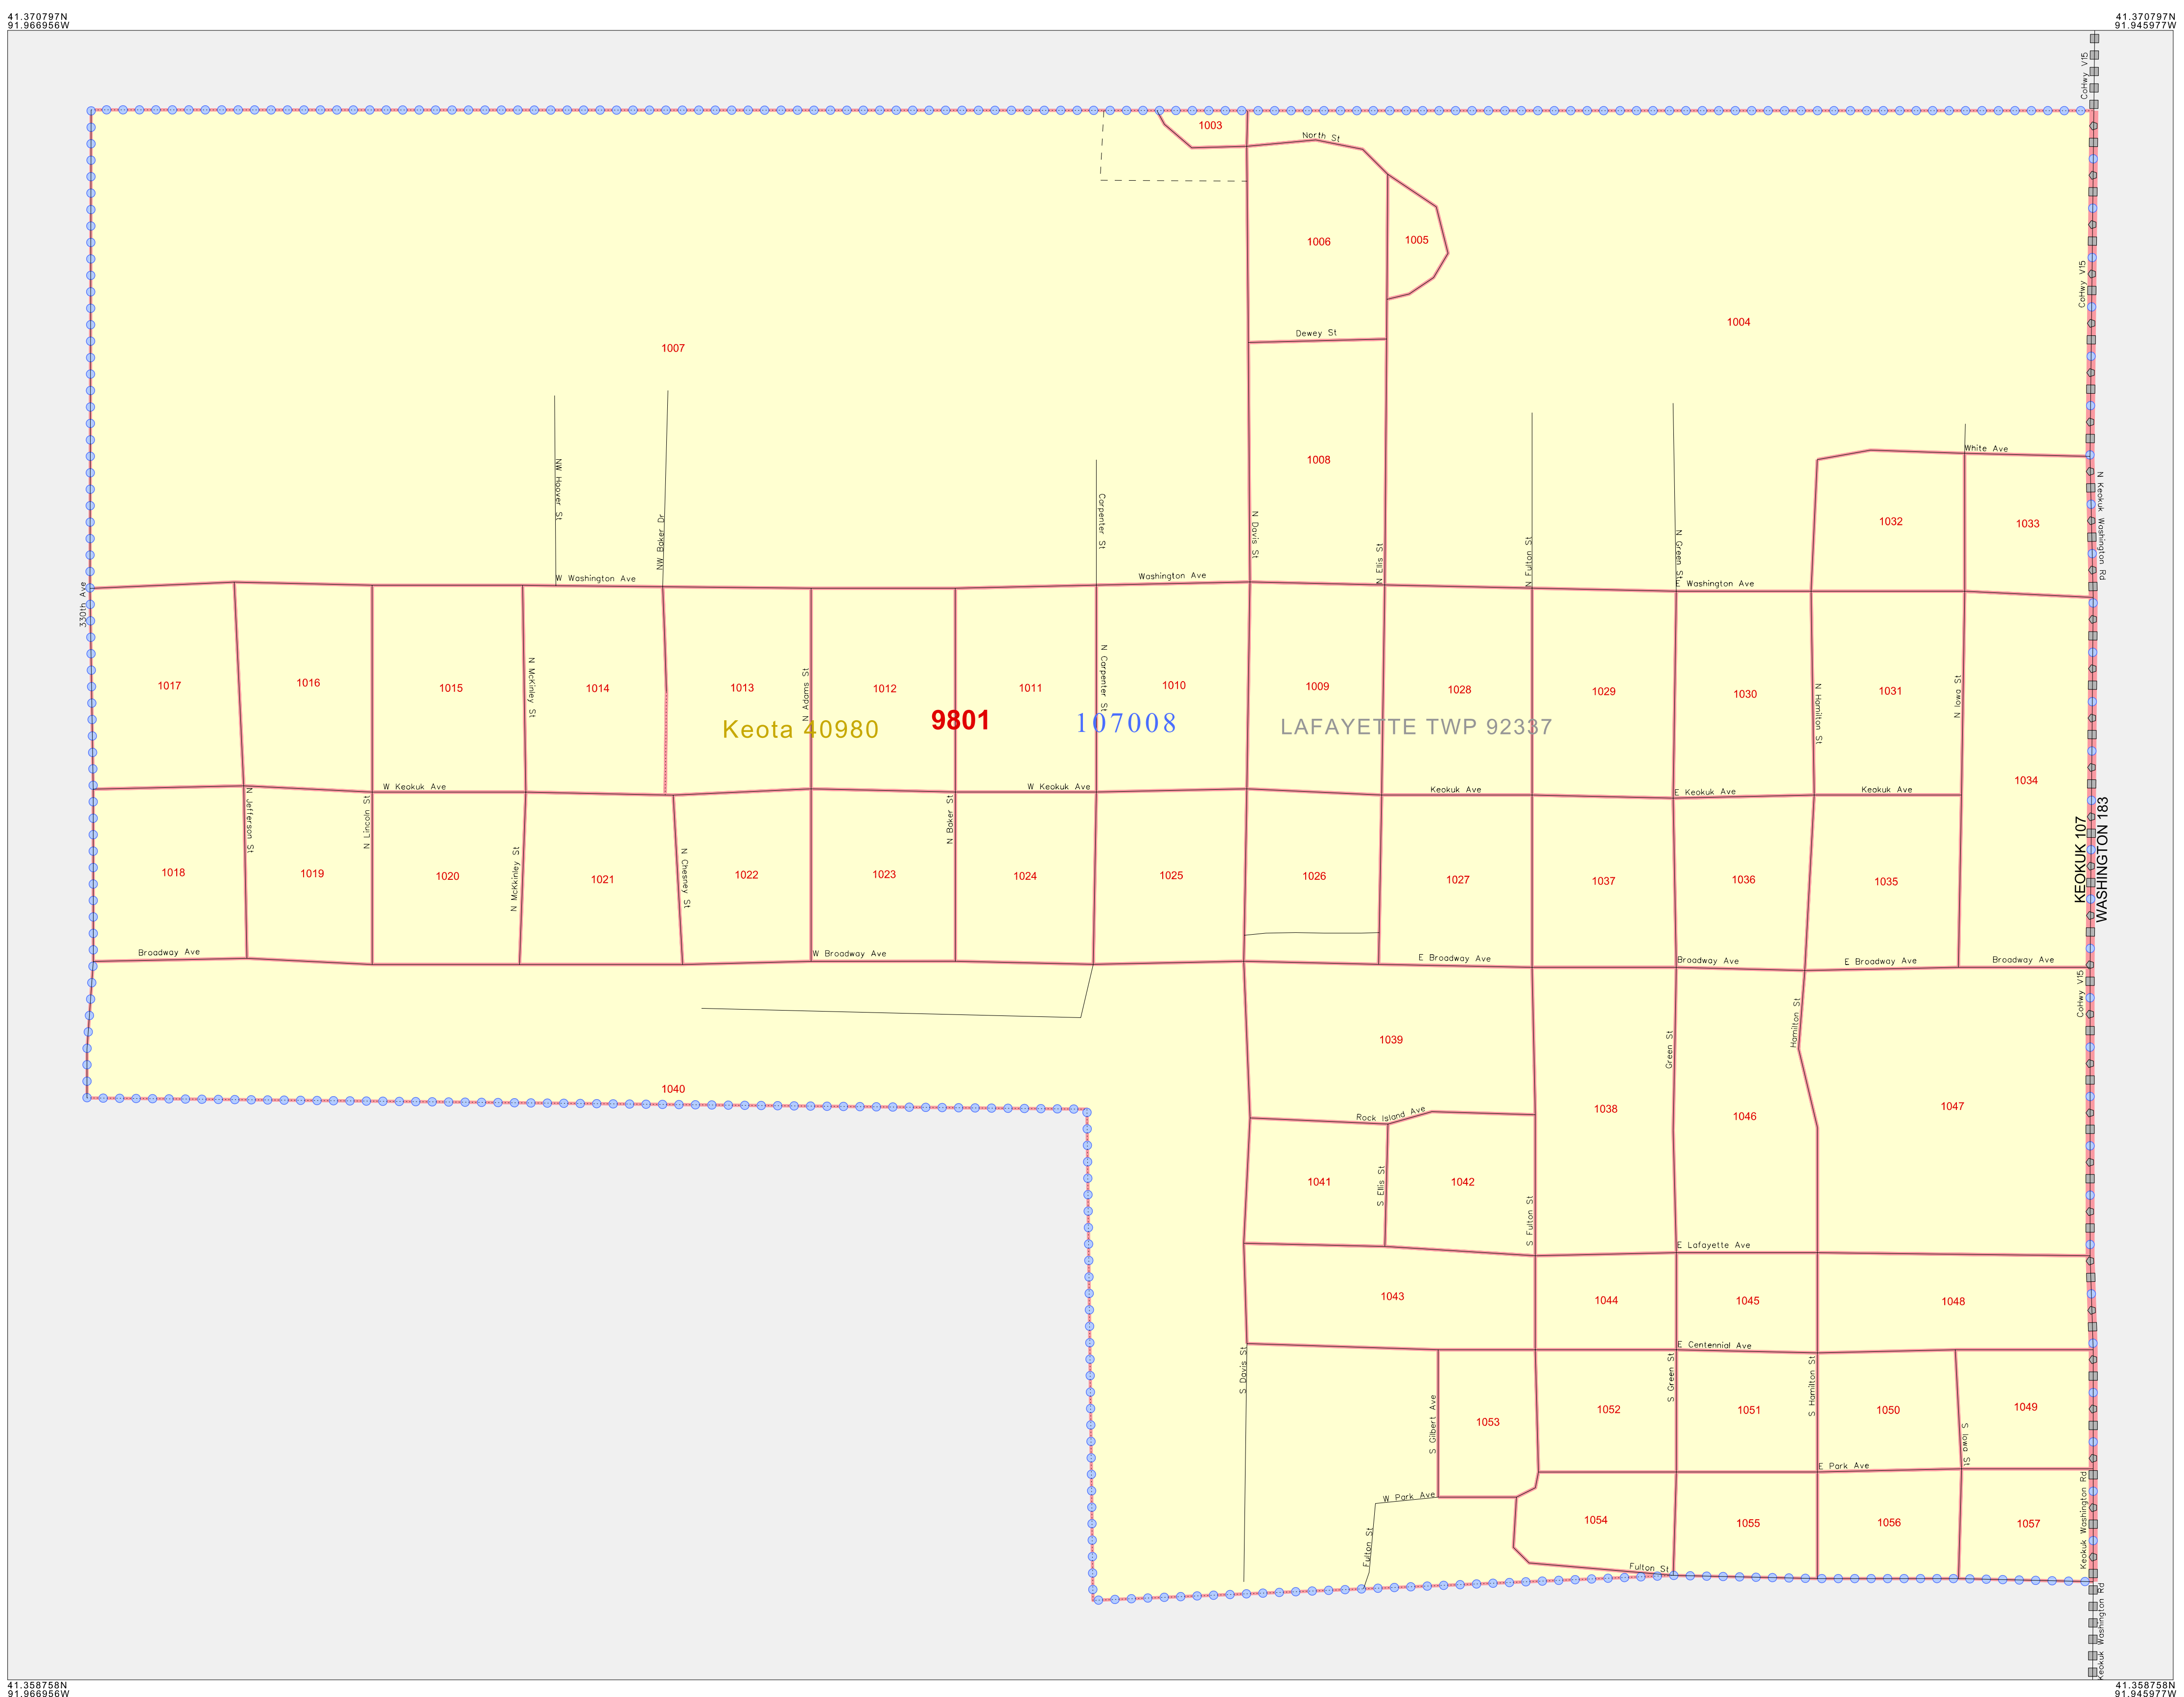 41.370797N
91.966956W
41.370797N
91.945977W
CoHwy V15
1003
North St
1006
1005
CoHwy V15
1004
Dewey St
1007
1008
White Ave
NW Hoover St
NW Baker Dr
Carpenter St
N Davis St
N Ellis St
N Fulton St
N Green St
1032
1033
N Keokuk Washington Rd
330th Ave
W Washington Ave
Washington Ave
E Washington Ave
1017
1016
1015
N McKinley St
1014
1013
N Adams St
1012
1011
N Carpenter St
1010
1009
1028
1029
1030
N Hamilton St
1031
N Iowa St
Keota 40980
9801
107008
LAFAYETTE TWP 92337
1034
W Keokuk Ave
W Keokuk Ave
Keokuk Ave
E Keokuk Ave
Keokuk Ave
N Jefferson St
N Lincoln St
N McKkinley St
N Chesney St
N Baker St
KEOKUK 107
WASHINGTON 183
1018
1019
1020
1021
1022
1023
1024
1025
1026
1027
1037
1036
1035
Broadway Ave
W Broadway Ave
E Broadway Ave
Broadway Ave
E Broadway Ave
Broadway Ave
CoHwy V15
Hamilton St
Green St
1039
1040
1038
1046
1047
Rock Island Ave
1041
S Ellis St
1042
S Fulton St
E Lafayette Ave
1043
1044
1045
1048
E Centennial Ave
S Davis St
S Gilbert Ave
1053
1052
S Green St
1051
S Hamilton St
1050
S Iowa St
1049
E Park Ave
W Park Ave
Fulton St
1054
1055
1056
1057
Keokuk Washington Rd
Fulton St
Keokuk Washington Rd
41.358758N
91.966956W
41.358758N
91.945977W